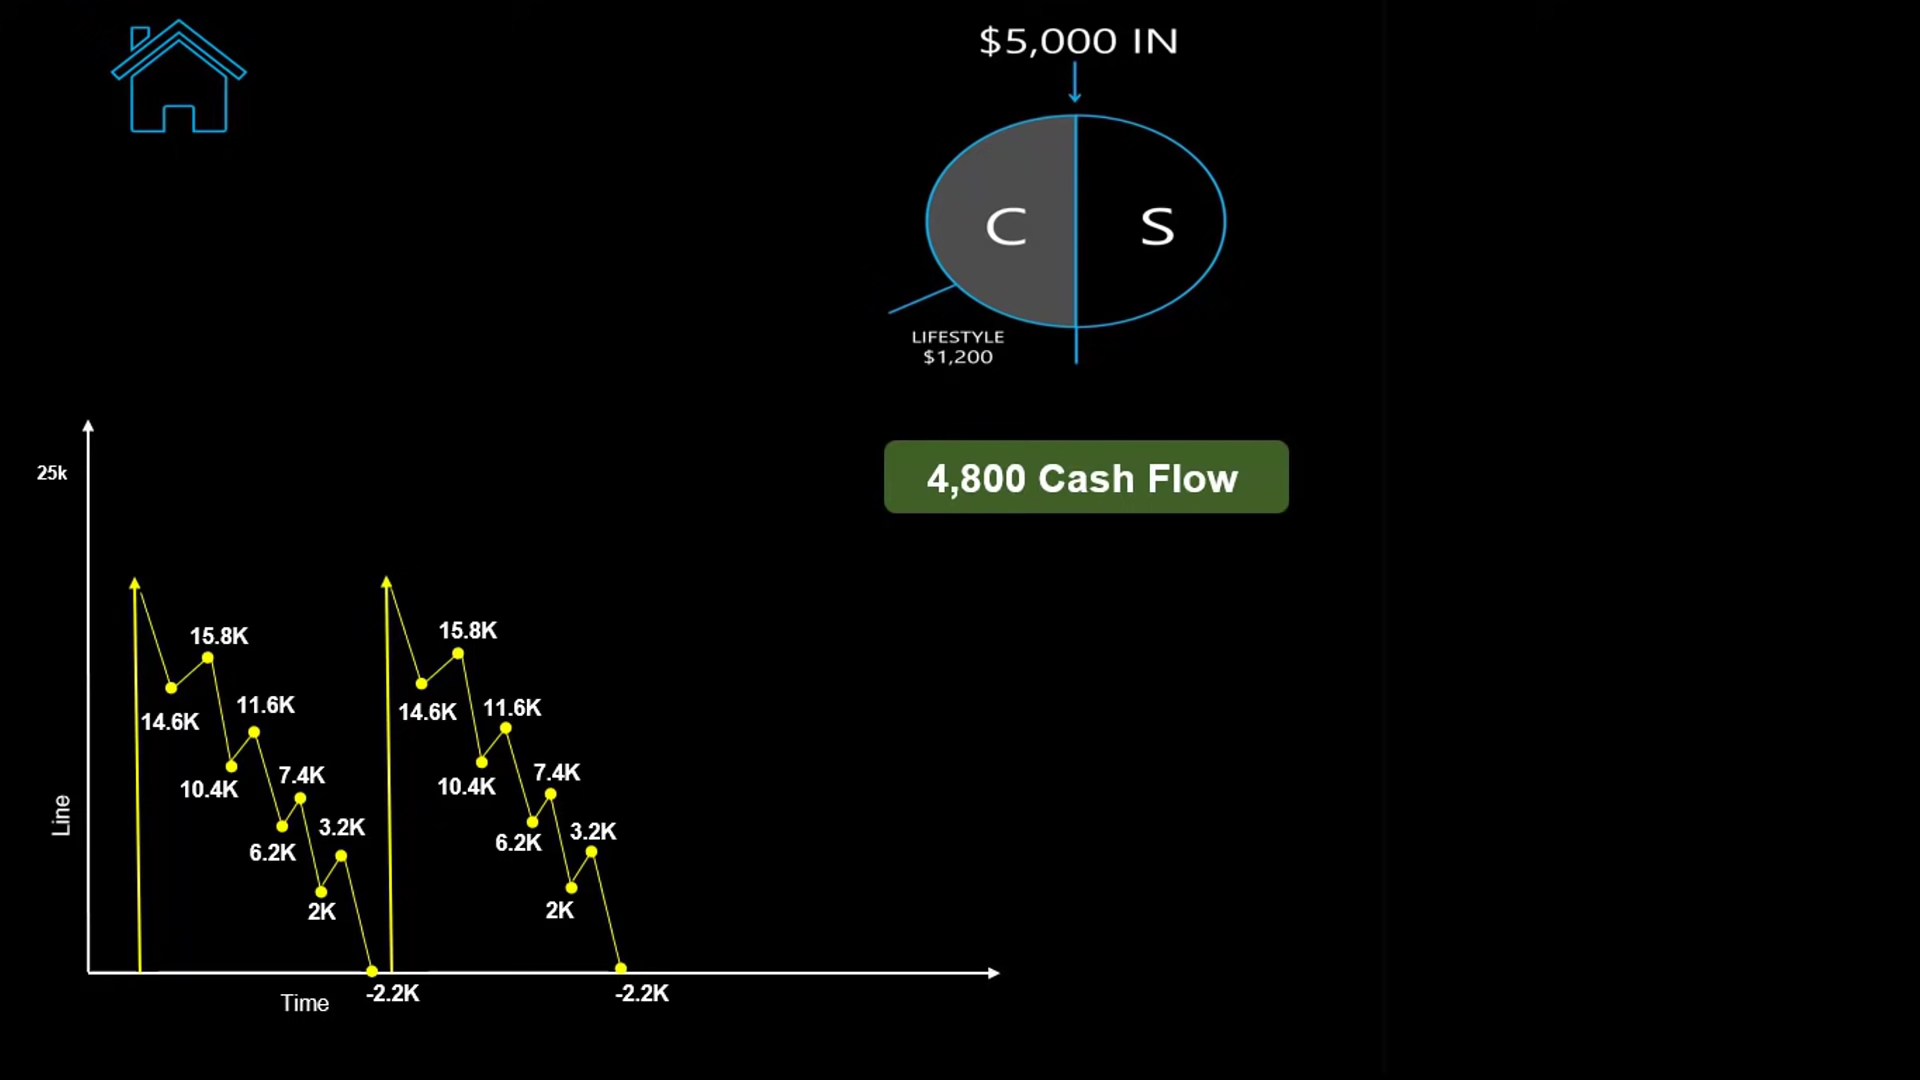 $5,000 IN
C S
LIFESTYLE
$1,200
4,800 Cash Flow
25k
15.8K
14.6K
11.6K
10.4K
7.4K
6.2K
3.2K
2K
-2.2K
15.8K
14.6K
11.6K
10.4K
7.4K
6.2K
3.2K
2K
-2.2K
Line
Time